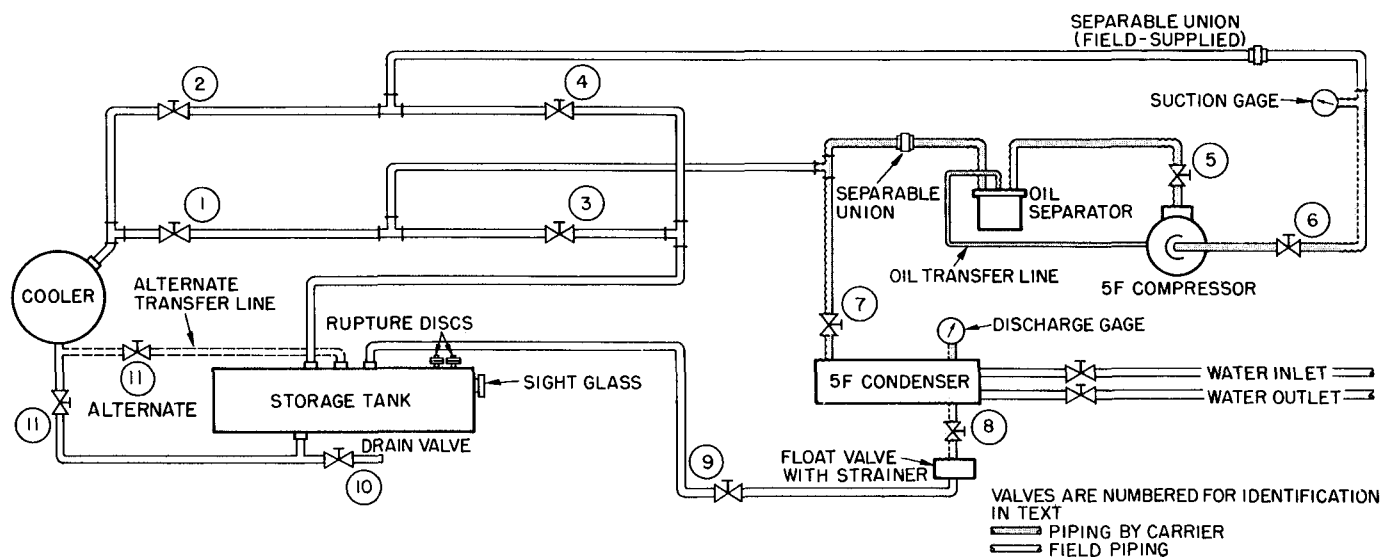 SEPARABLE UNION
(FIELD-SUPPLIED)
2
4
SUCTION GAGE
5
SEPARABLE
UNION
OIL
SEPARATOR
1
3
6
COOLER
ALTERNATE
TRANSFER LINE
OIL TRANSFER LINE
5F COMPRESSOR
7
RUPTURE DISCS
DISCHARGE GAGE
11
ALTERNATE
SIGHT GLASS
STORAGE TANK
5F CONDENSER
WATER INLET
WATER OUTLET
11
DRAIN VALVE
8
9
FLOAT VALVE
WITH STRAINER
10
VALVES ARE NUMBERED FOR IDENTIFICATION
IN TEXT
PIPING BY CARRIER
FIELD PIPING